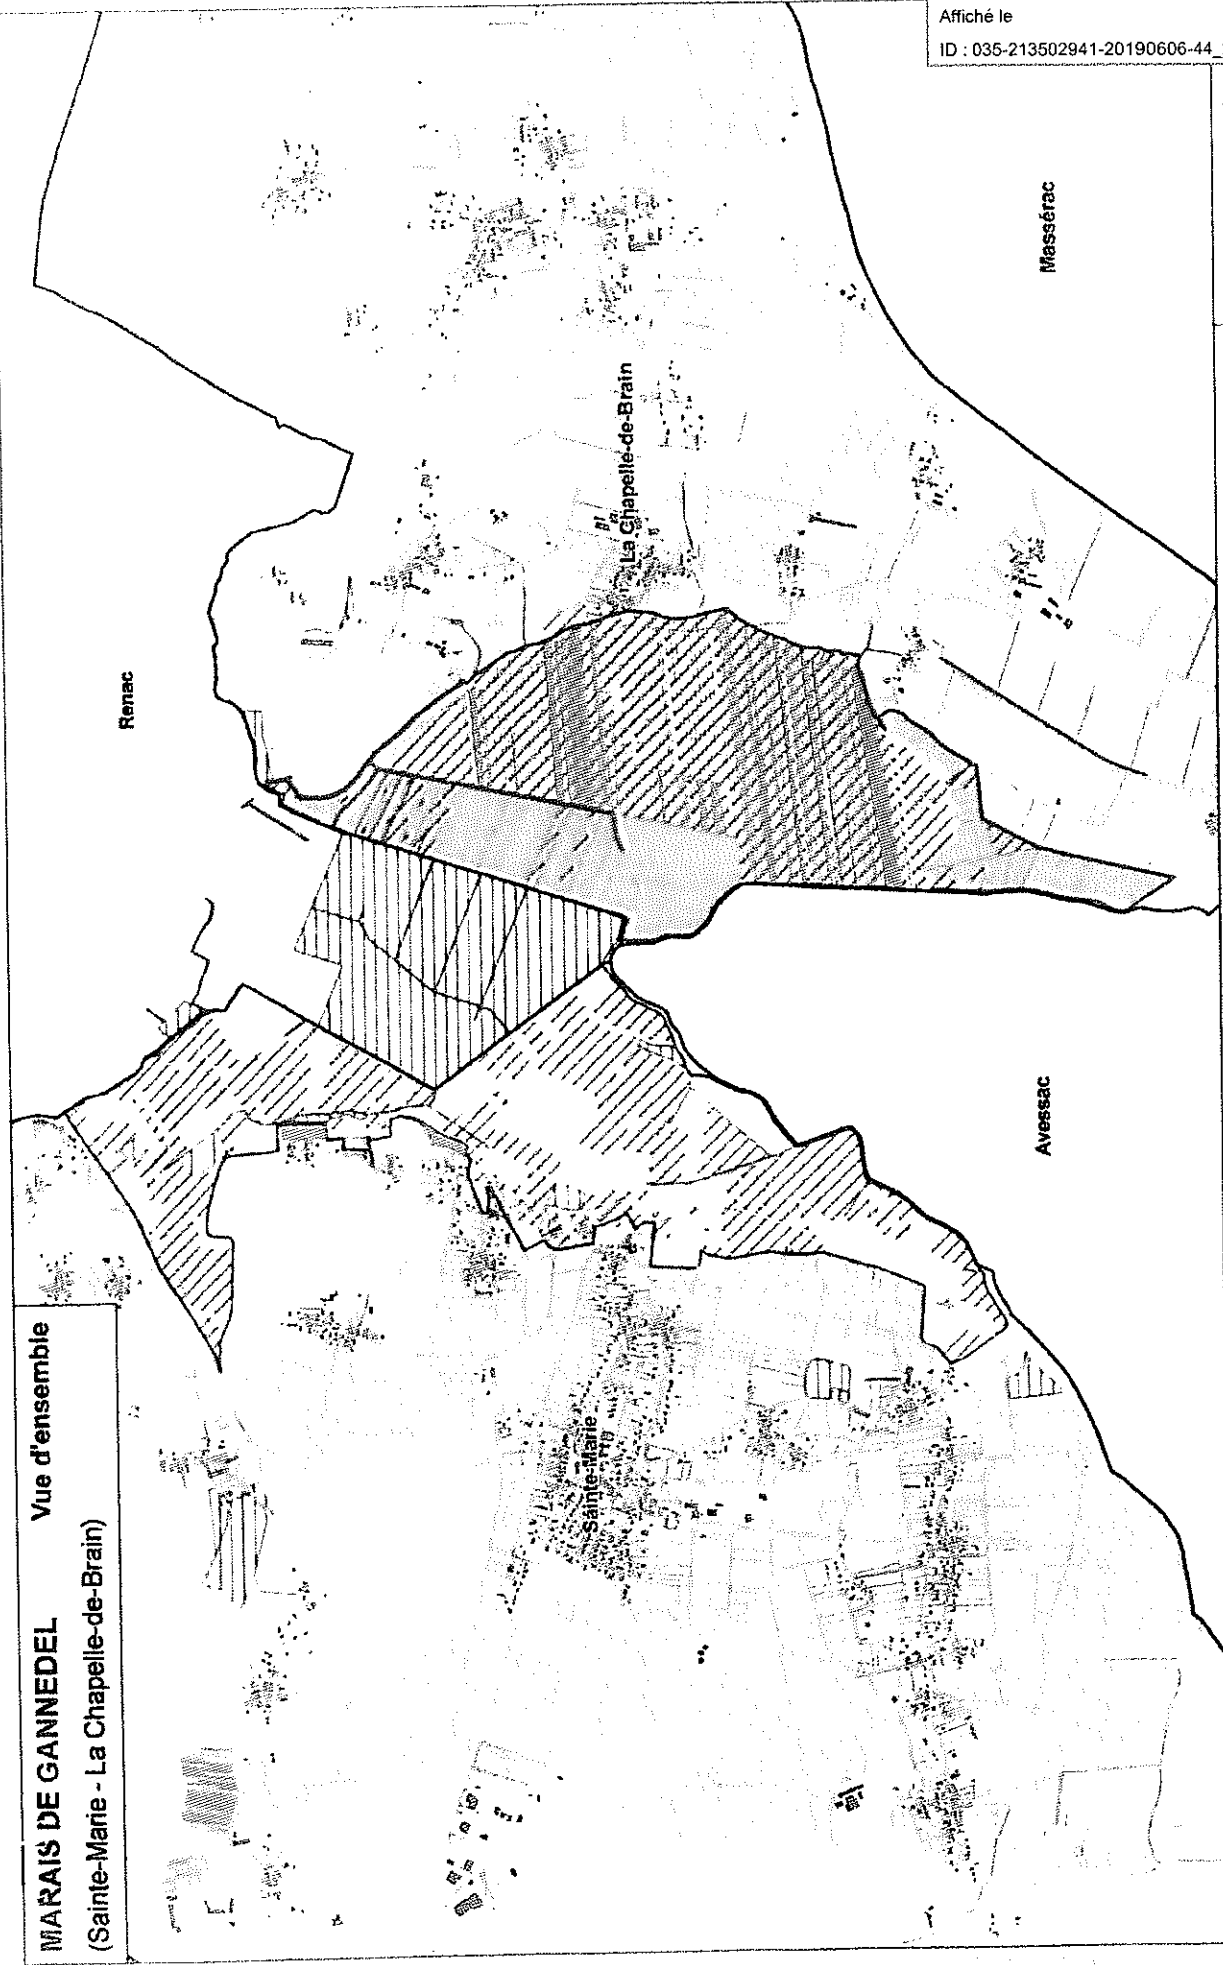 Affiché le
ID : 035-213502941-20190606-44_
MARAIS DE GANNEDEL Vue d'ensemble
(Sainte-Marie - La Chapelle-de-Brain)
Renac
La Chapelle-de-Brain
Massérac
Sainte-Marie
Avessac